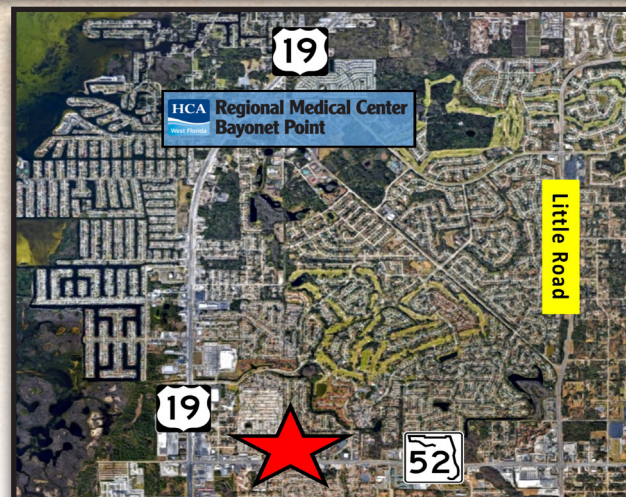 19
HCA
West Florida
Regional Medical Center
Bayonet Point
Little Road
19
52